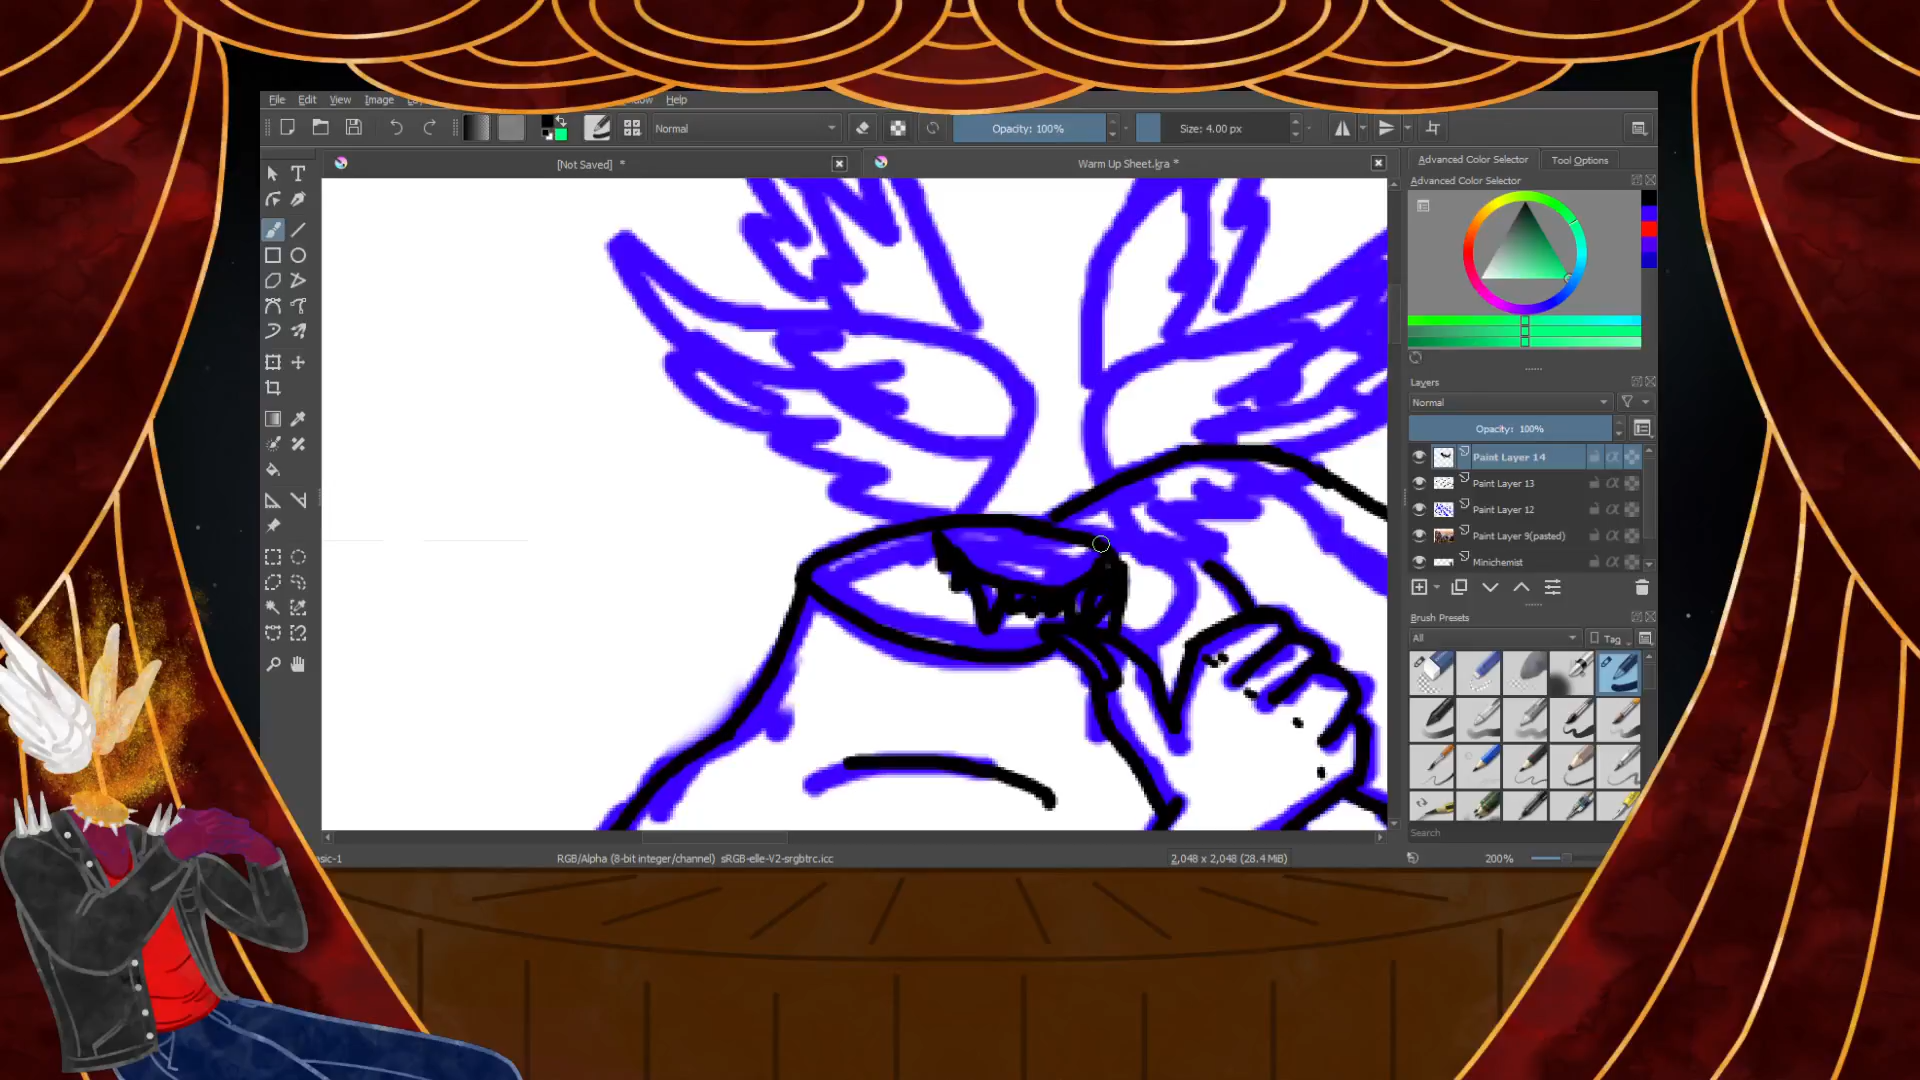 File Edit View Image Help
Normal
Opacity: 100%
Size: 4.00 px
[Not Saved] *
Warm Up Sheet.kra *
Advanced Color Selector
Tool Options
Advanced Color Selector
Layers
Normal
Opacity: 100%
Paint Layer 14
Paint Layer 13
Paint Layer 12
Paint Layer 9(pasted)
Minichemist
Brush Presets
All
Tag
Search
sic-1
RGB/Alpha (8-bit integer/channel) sRGB-elle-V2-srgbtrc.icc
2,048 x 2,048 (28.4 MiB)
200%